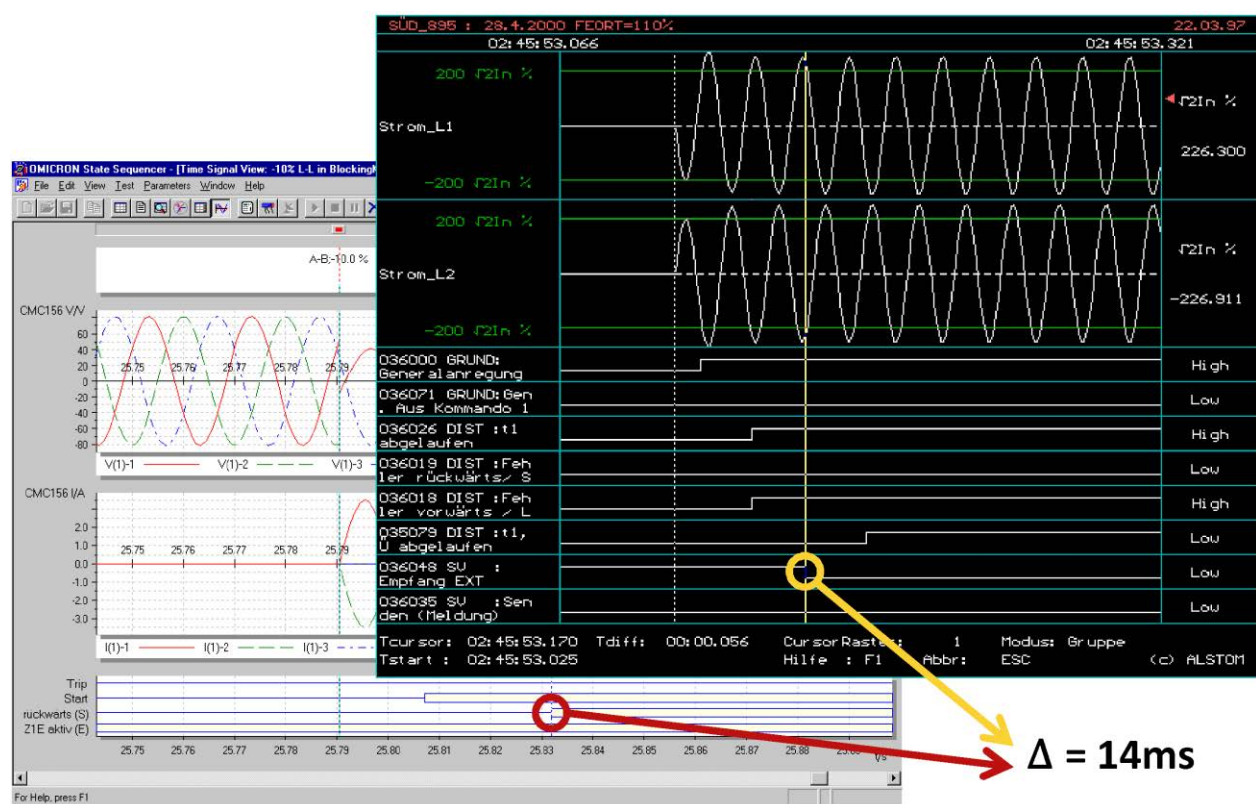 SÜD_895 : 28.4.2000 FEORT=110% 22.03.97
02:45:53.066 02:45:53.321
200 √2In %
Strom_L1
-200 √2In %
√2In %
226.300
200 √2In %
Strom_L2
-200 √2In %
√2In %
-226.911
036000 GRUND:
Generalanregung
High
036071 GRUND:Gen
. Aus Kommando 1
Low
036026 DIST :t1
abgelaufen
High
036019 DIST :Feh
ler rückwärts/ S
Low
036018 DIST :Feh
ler vorwärts / L
High
035079 DIST :t1,
Ü abgelaufen
Low
036048 SV :
Empfang EXT
Low
036035 SV :Sen
den (Meldung)
Low
Tcursor: 02:45:53.170 Tdiff: 00:00.056 CursorRaster: 1 Modus: Gruppe
Tstart : 02:45:53.025 Hilfe : F1 Abbr: ESC (c) ALSTOM
OMICRON State Sequencer - [Time Signal View: -10% L-L in Blocking
File Edit View Test Parameters Window Help
A-B;-10.0 %
CMC156 V/V
60
40
20
0
-20
-40
-60
-80
25.75 25.76 25.77 25.78 25.79
V(1)-1 V(1)-2 V(1)-3
CMC156 I/A
2.0
1.0
0.0
-1.0
-2.0
-3.0
25.75 25.76 25.77 25.78 25.79
I(1)-1 I(1)-2 I(1)-3
Trip
Start
rückwärts (S)
Z1E aktiv (E)
25.75 25.76 25.77 25.78 25.79 25.80 25.81 25.82 25.83 25.84 25.85 25.86 25.87 25.88
t/s
For Help, press F1
Δ = 14ms